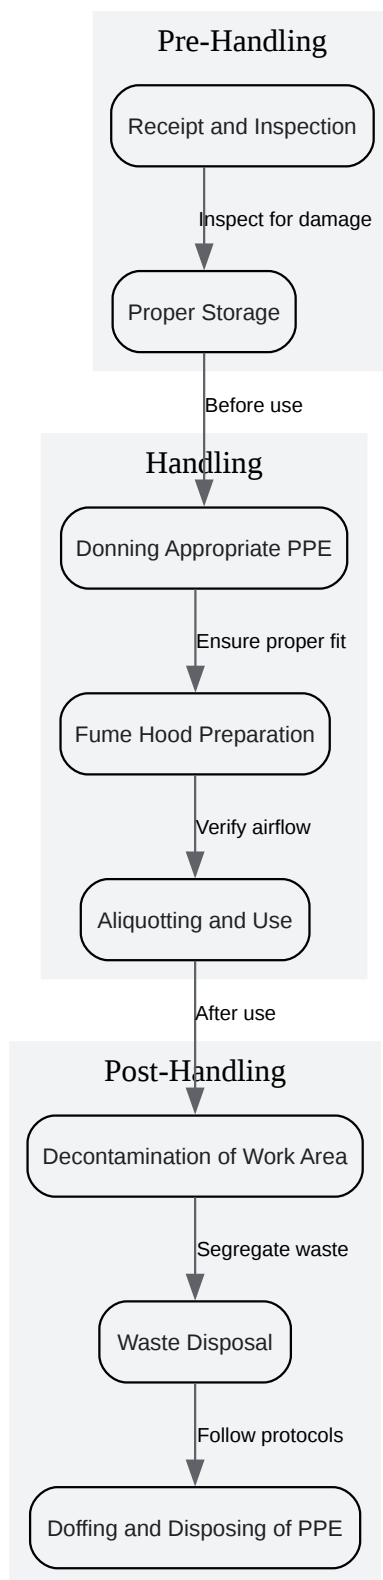 Pre-Handling
Receipt and Inspection
Inspect for damage
Proper Storage
Before use
Handling
Donning Appropriate PPE
Ensure proper fit
Fume Hood Preparation
Verify airflow
Aliquotting and Use
After use
Post-Handling
Decontamination of Work Area
Segregate waste
Waste Disposal
Follow protocols
Doffing and Disposing of PPE